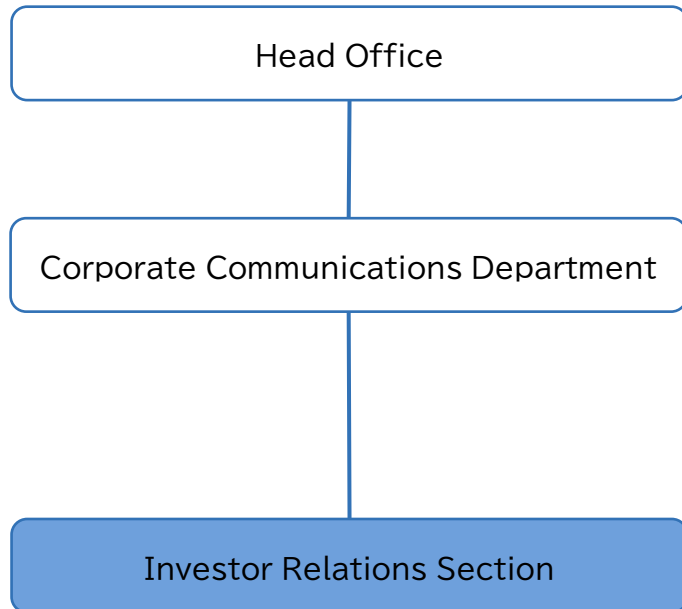 Head Office
Corporate Communications Department
Investor Relations Section